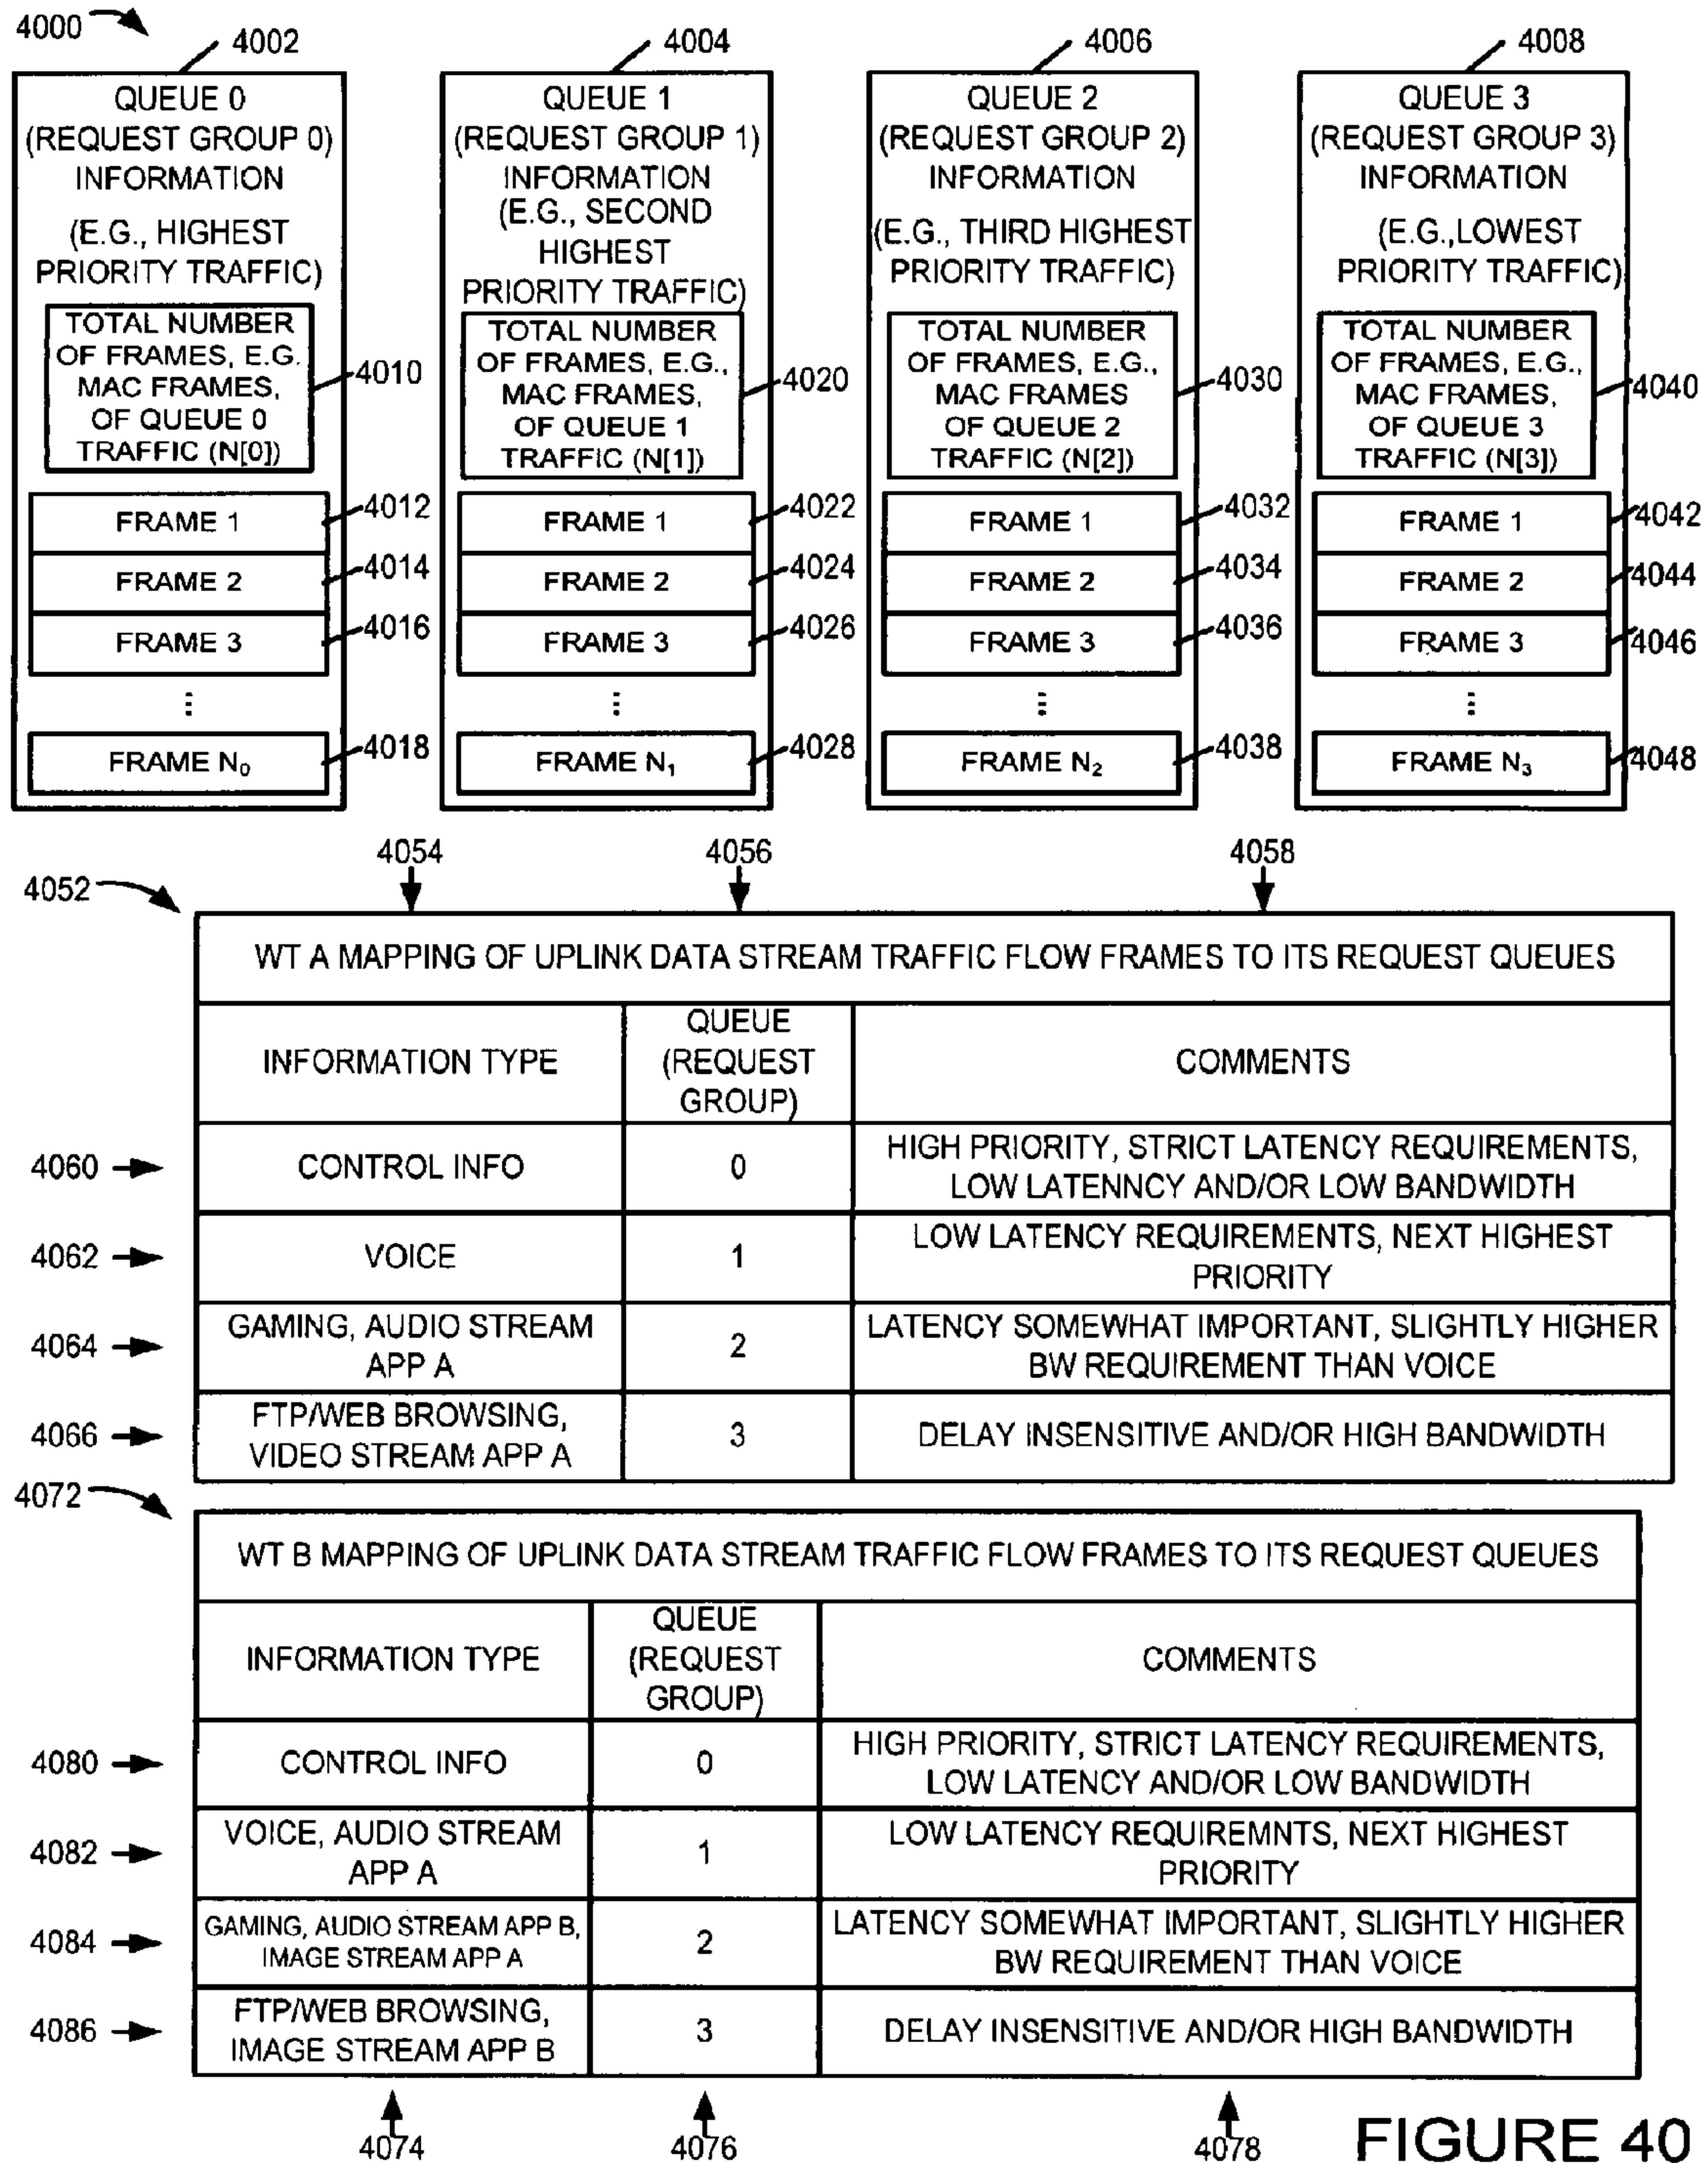 4000
4002
QUEUE 0
(REQUEST GROUP 0)
INFORMATION
(E.G., HIGHEST
PRIORITY TRAFFIC)
TOTAL NUMBER
OF FRAMES, E.G.
MAC FRAMES,
OF QUEUE 0
TRAFFIC (N[0])
4010
FRAME 1
4012
FRAME 2
4014
FRAME 3
4016
⋮
FRAME N₀
4018
4004
QUEUE 1
(REQUEST GROUP 1)
INFORMATION
(E.G., SECOND
HIGHEST
PRIORITY TRAFFIC)
TOTAL NUMBER
OF FRAMES, E.G.,
MAC FRAMES,
OF QUEUE 1
TRAFFIC (N[1])
4020
FRAME 1
4022
FRAME 2
4024
FRAME 3
4026
⋮
FRAME N₁
4028
4006
QUEUE 2
(REQUEST GROUP 2)
INFORMATION
(E.G., THIRD HIGHEST
PRIORITY TRAFFIC)
TOTAL NUMBER
OF FRAMES, E.G.,
MAC FRAMES
OF QUEUE 2
TRAFFIC (N[2])
4030
FRAME 1
4032
FRAME 2
4034
FRAME 3
4036
⋮
FRAME N₂
4038
4008
QUEUE 3
(REQUEST GROUP 3)
INFORMATION
(E.G.,LOWEST
PRIORITY TRAFFIC)
TOTAL NUMBER
OF FRAMES, E.G.,
MAC FRAMES,
OF QUEUE 3
TRAFFIC (N[3])
4040
FRAME 1
4042
FRAME 2
4044
FRAME 3
4046
⋮
FRAME N₃
4048
4052
4054
4056
4058
WT A MAPPING OF UPLINK DATA STREAM TRAFFIC FLOW FRAMES TO ITS REQUEST QUEUES
INFORMATION TYPE
QUEUE
(REQUEST
GROUP)
COMMENTS
4060
CONTROL INFO
0
HIGH PRIORITY, STRICT LATENCY REQUIREMENTS,
LOW LATENNCY AND/OR LOW BANDWIDTH
4062
VOICE
1
LOW LATENCY REQUIREMENTS, NEXT HIGHEST
PRIORITY
4064
GAMING, AUDIO STREAM
APP A
2
LATENCY SOMEWHAT IMPORTANT, SLIGHTLY HIGHER
BW REQUIREMENT THAN VOICE
4066
FTP/WEB BROWSING,
VIDEO STREAM APP A
3
DELAY INSENSITIVE AND/OR HIGH BANDWIDTH
4072
WT B MAPPING OF UPLINK DATA STREAM TRAFFIC FLOW FRAMES TO ITS REQUEST QUEUES
INFORMATION TYPE
QUEUE
(REQUEST
GROUP)
COMMENTS
4080
CONTROL INFO
0
HIGH PRIORITY, STRICT LATENCY REQUIREMENTS,
LOW LATENCY AND/OR LOW BANDWIDTH
4082
VOICE, AUDIO STREAM
APP A
1
LOW LATENCY REQUIREMNTS, NEXT HIGHEST
PRIORITY
4084
GAMING, AUDIO STREAM APP B,
IMAGE STREAM APP A
2
LATENCY SOMEWHAT IMPORTANT, SLIGHTLY HIGHER
BW REQUIREMENT THAN VOICE
4086
FTP/WEB BROWSING,
IMAGE STREAM APP B
3
DELAY INSENSITIVE AND/OR HIGH BANDWIDTH
4074
4076
4078
FIGURE 40